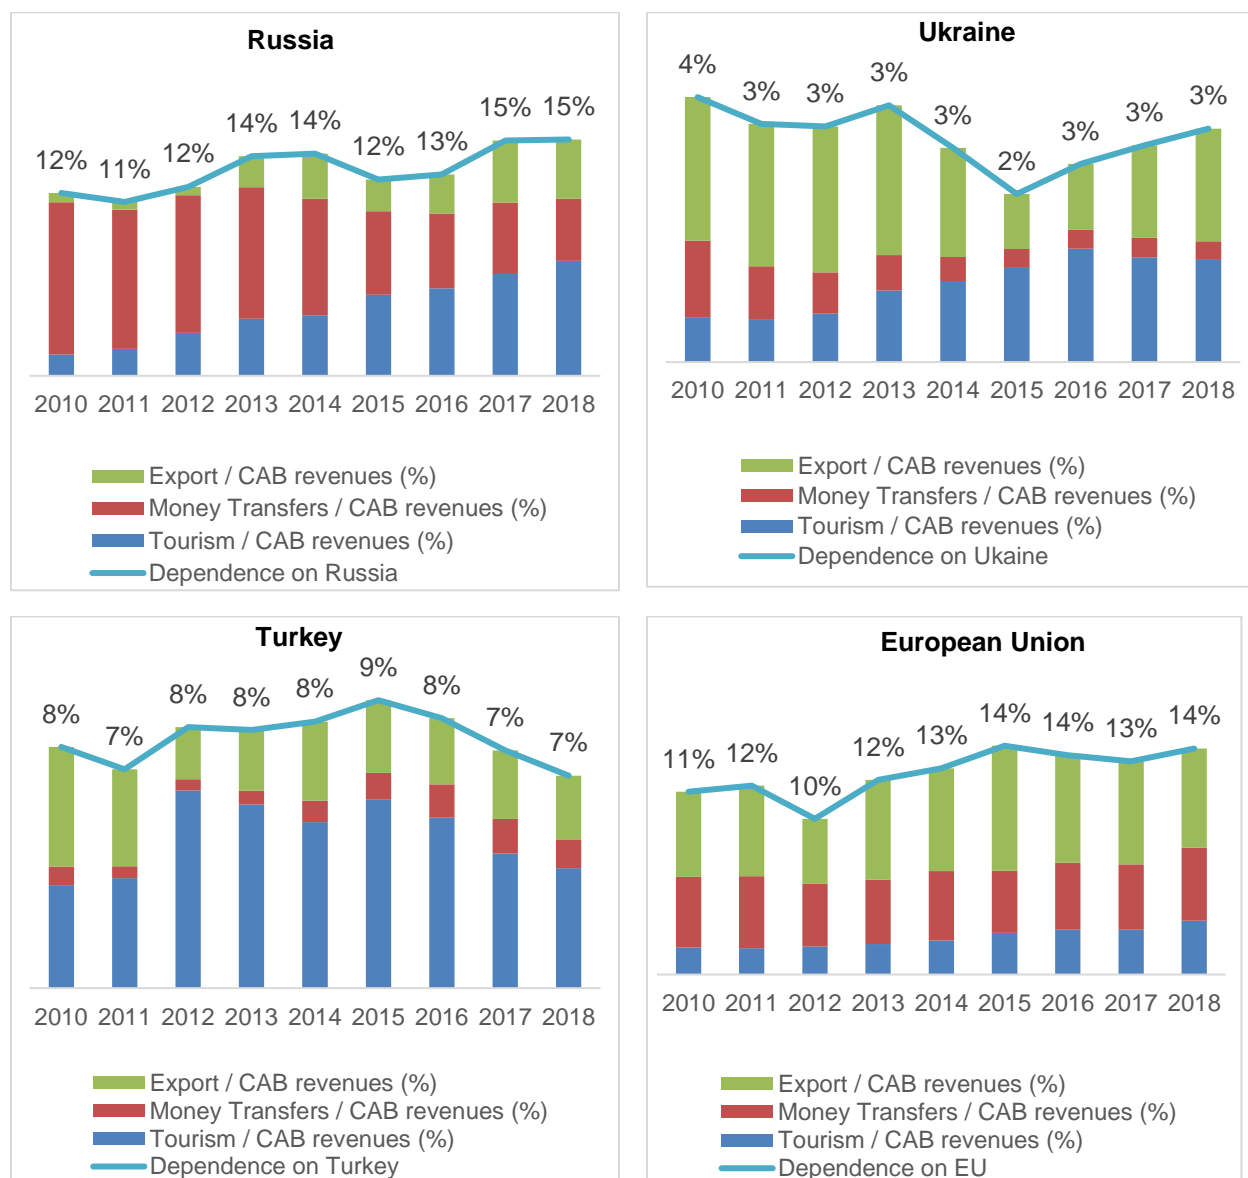 Russia
12%
11%
12%
14%
14%
12%
13%
15%
15%
2010 2011 2012 2013 2014 2015 2016 2017 2018
Export / CAB revenues (%)
Money Transfers / CAB revenues (%)
Tourism / CAB revenues (%)
Dependence on Russia
Ukraine
4%
3%
3%
3%
3%
2%
3%
3%
3%
2010 2011 2012 2013 2014 2015 2016 2017 2018
Export / CAB revenues (%)
Money Transfers / CAB revenues (%)
Tourism / CAB revenues (%)
Dependence on Ukaine
Turkey
8%
7%
8%
8%
8%
9%
8%
7%
7%
2010 2011 2012 2013 2014 2015 2016 2017 2018
Export / CAB revenues (%)
Money Transfers / CAB revenues (%)
Tourism / CAB revenues (%)
Dependence on Turkey
European Union
11%
12%
10%
12%
13%
14%
14%
13%
14%
2010 2011 2012 2013 2014 2015 2016 2017 2018
Export / CAB revenues (%)
Money Transfers / CAB revenues (%)
Tourism / CAB revenues (%)
Dependence on EU